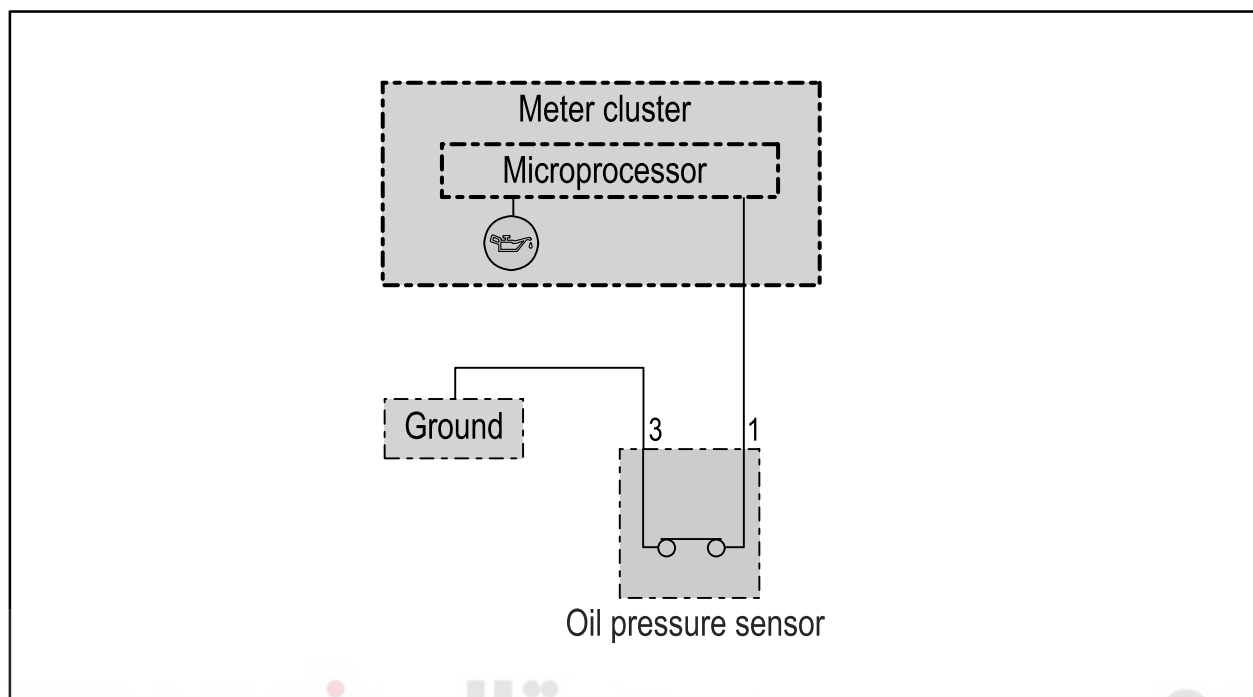 Meter cluster
Microprocessor
Ground
3
1
Oil pressure sensor